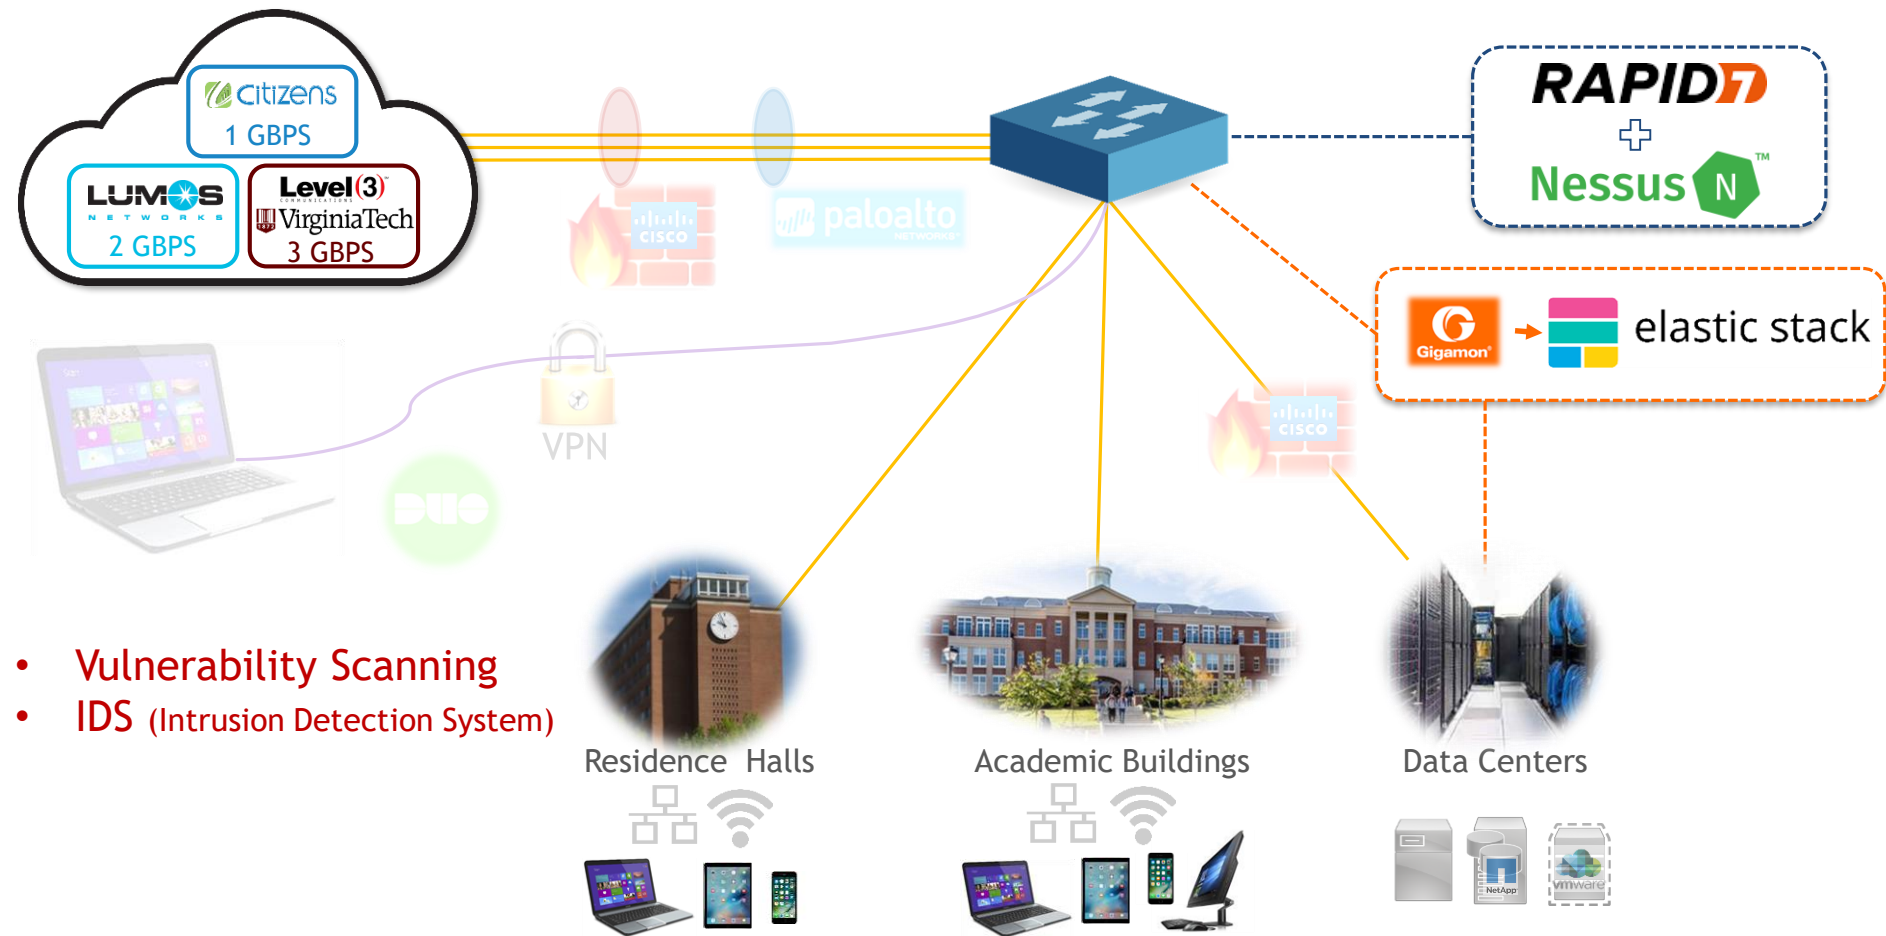 citizens
1 GBPS
LUMOS
NETWORKS
2 GBPS
Level(3)
COMMUNICATIONS
1872
VirginiaTech
3 GBPS
CISCO
paloalto
NETWORKS
RAPID7
Nessus N ™
Gigamon
elastic stack
VPN
DUO
CISCO
• Vulnerability Scanning
• IDS (Intrusion Detection System)
Residence Halls
Academic Buildings
Data Centers
NetApp
vmware